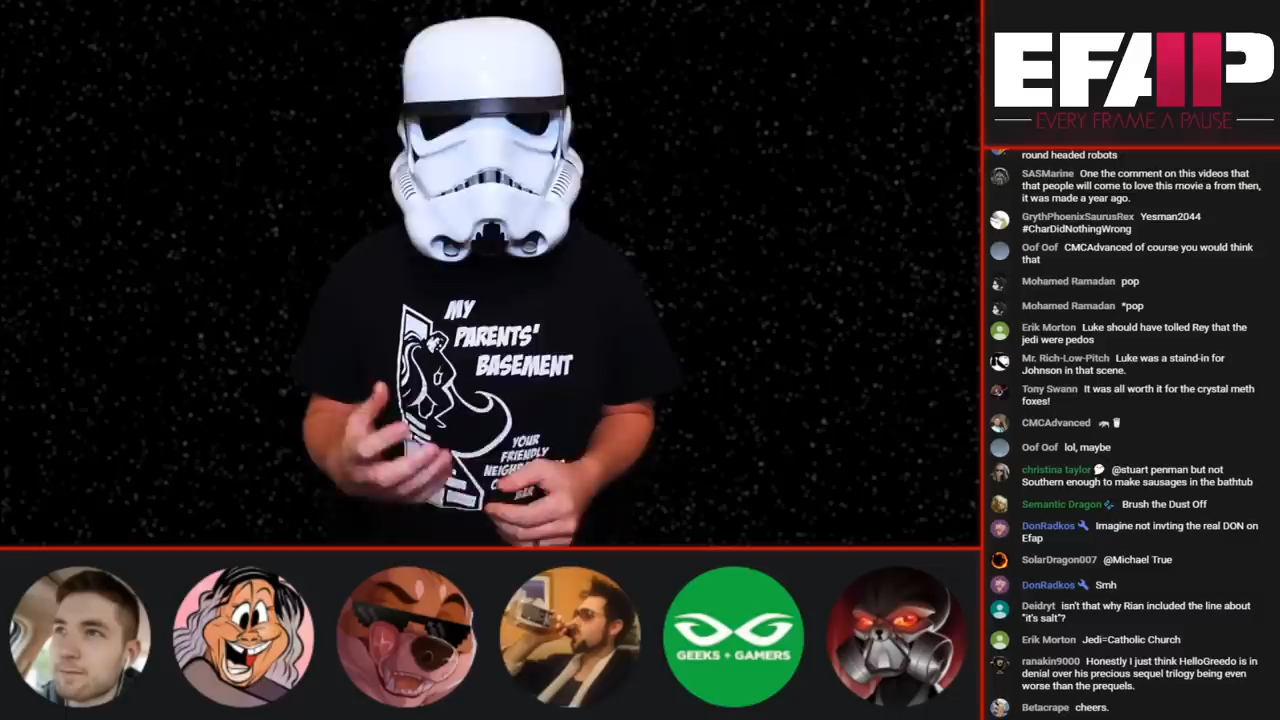 MY
PARENTS'
BASEMENT
YOUR
FRIENDLY
GEEKS + GAMERS
EFAP
EVERY FRAME A PAUSE
round headed robots
SASMarine One the comment on this videos that
that people will come to love this movie a from then,
it was made a year ago.
GrythPhoenixSaurusRex Yesman2044
#CharDidNothingWrong
Oof Oof CMCAdvanced of course you would think
that
Mohamed Ramadan pop
Mohamed Ramadan *pop
Erik Morton Luke should have tolled Rey that the
jedi were pedos
Mr. Rich-Low-Pitch Luke was a staind-in for
Johnson in that scene.
Tony Swann It was all worth it for the crystal meth
foxes!
CMCAdvanced
Oof Oof lol, maybe
christina taylor @stuart penman but not
Southern enough to make sausages in the bathtub
Semantic Dragon Brush the Dust Off
DonRadkos Imagine not invting the real DON on
Efap
SolarDragon007 @Michael True
DonRadkos Smh
Deidryt isn't that why Rian included the line about
"it's salt"?
Erik Morton Jedi=Catholic Church
ranakin9000 Honestly I just think HelloGreedo is in
denial over his precious sequel trilogy being even
worse than the prequels.
Betacrape cheers.